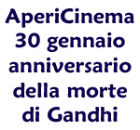 AperiCinema
30 gennaio
anniversario
della morte
di Gandhi